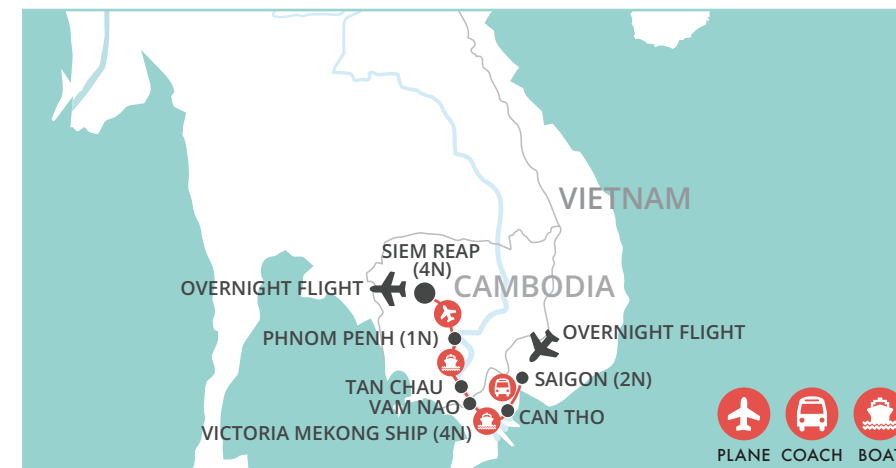 VIETNAM
SIEM REAP
(4N)
CAMBODIA
OVERNIGHT FLIGHT
OVERNIGHT FLIGHT
PHNOM PENH (1N)
SAIGON (2N)
TAN CHAU
VAM NAO
CAN THO
VICTORIA MEKONG SHIP (4N)
PLANE COACH BOAT